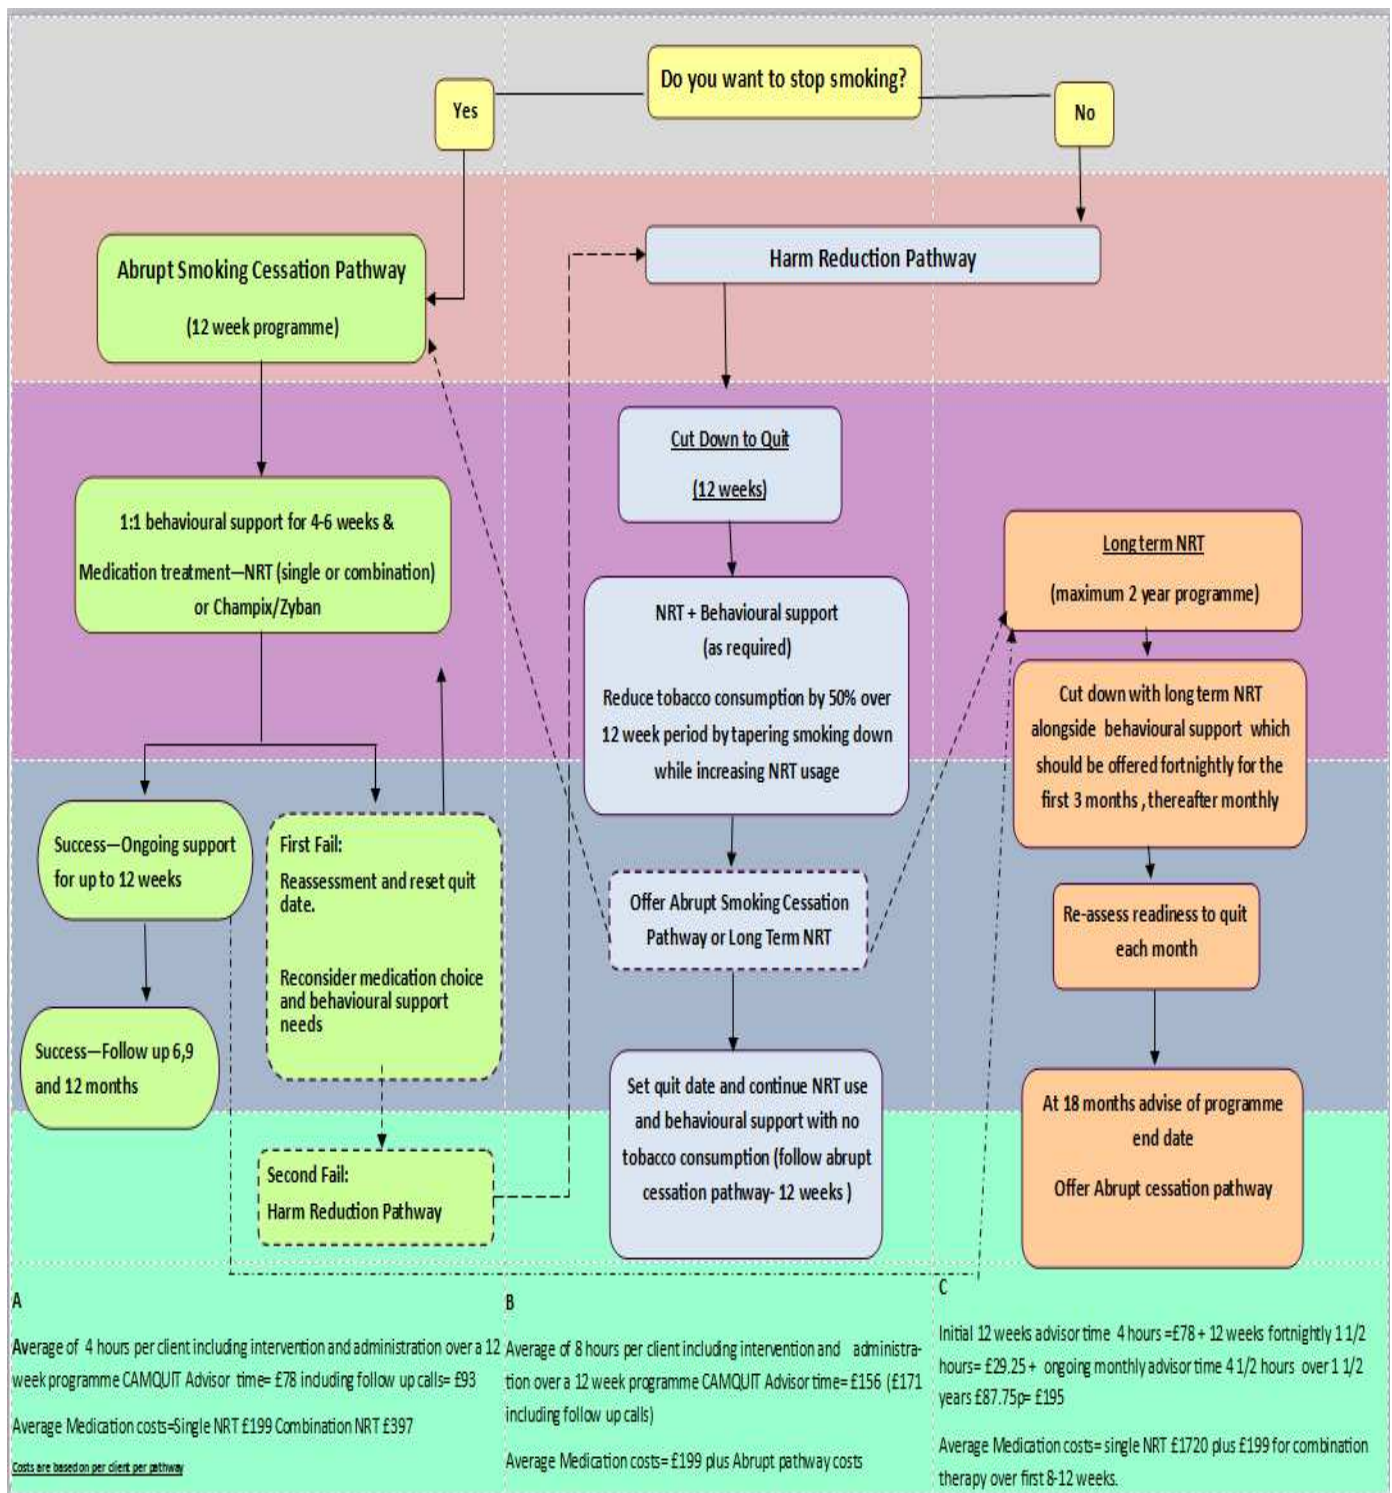 Do you want to stop smoking?
Yes
No
Abrupt Smoking Cessation Pathway
(12 week programme)
Harm Reduction Pathway
1:1 behavioural support for 4-6 weeks &
Medication treatment—NRT (single or combination)
or Champix/Zyban
Success—Ongoing support
for up to 12 weeks
Success—Follow up 6,9
and 12 months
First Fail:
Reassessment and reset quit
date.
Reconsider medication choice
and behavioural support
needs
Second Fail:
Harm Reduction Pathway
Cut Down to Quit
(12 weeks)
NRT + Behavioural support
(as required)
Reduce tobacco consumption by 50% over
12 week period by tapering smoking down
while increasing NRT usage
Offer Abrupt Smoking Cessation
Pathway or Long Term NRT
Set quit date and continue NRT use
and behavioural support with no
tobacco consumption (follow abrupt
cessation pathway- 12 weeks )
Long term NRT
(maximum 2 year programme)
Cut down with long term NRT
alongside behavioural support which
should be offered fortnightly for the
first 3 months , thereafter monthly
Re-assess readiness to quit
each month
At 18 months advise of programme
end date
Offer Abrupt cessation pathway
A
Average of 4 hours per client including intervention and administration over a 12
week programme CAMQUIT Advisor time= £78 including follow up calls= £93
Average Medication costs=Single NRT £199 Combination NRT £397
Costs are based on per client per pathway
B
Average of 8 hours per client including intervention and administra-
tion over a 12 week programme CAMQUIT Advisor time= £156 (£171
including follow up calls)
Average Medication costs= £199 plus Abrupt pathway costs
C
Initial 12 weeks advisor time 4 hours =£78 + 12 weeks fortnightly 1 1/2
hours= £29.25 + ongoing monthly advisor time 4 1/2 hours over 1 1/2
years £87.75p= £195
Average Medication costs= single NRT £1720 plus £199 for combination
therapy over first 8-12 weeks.